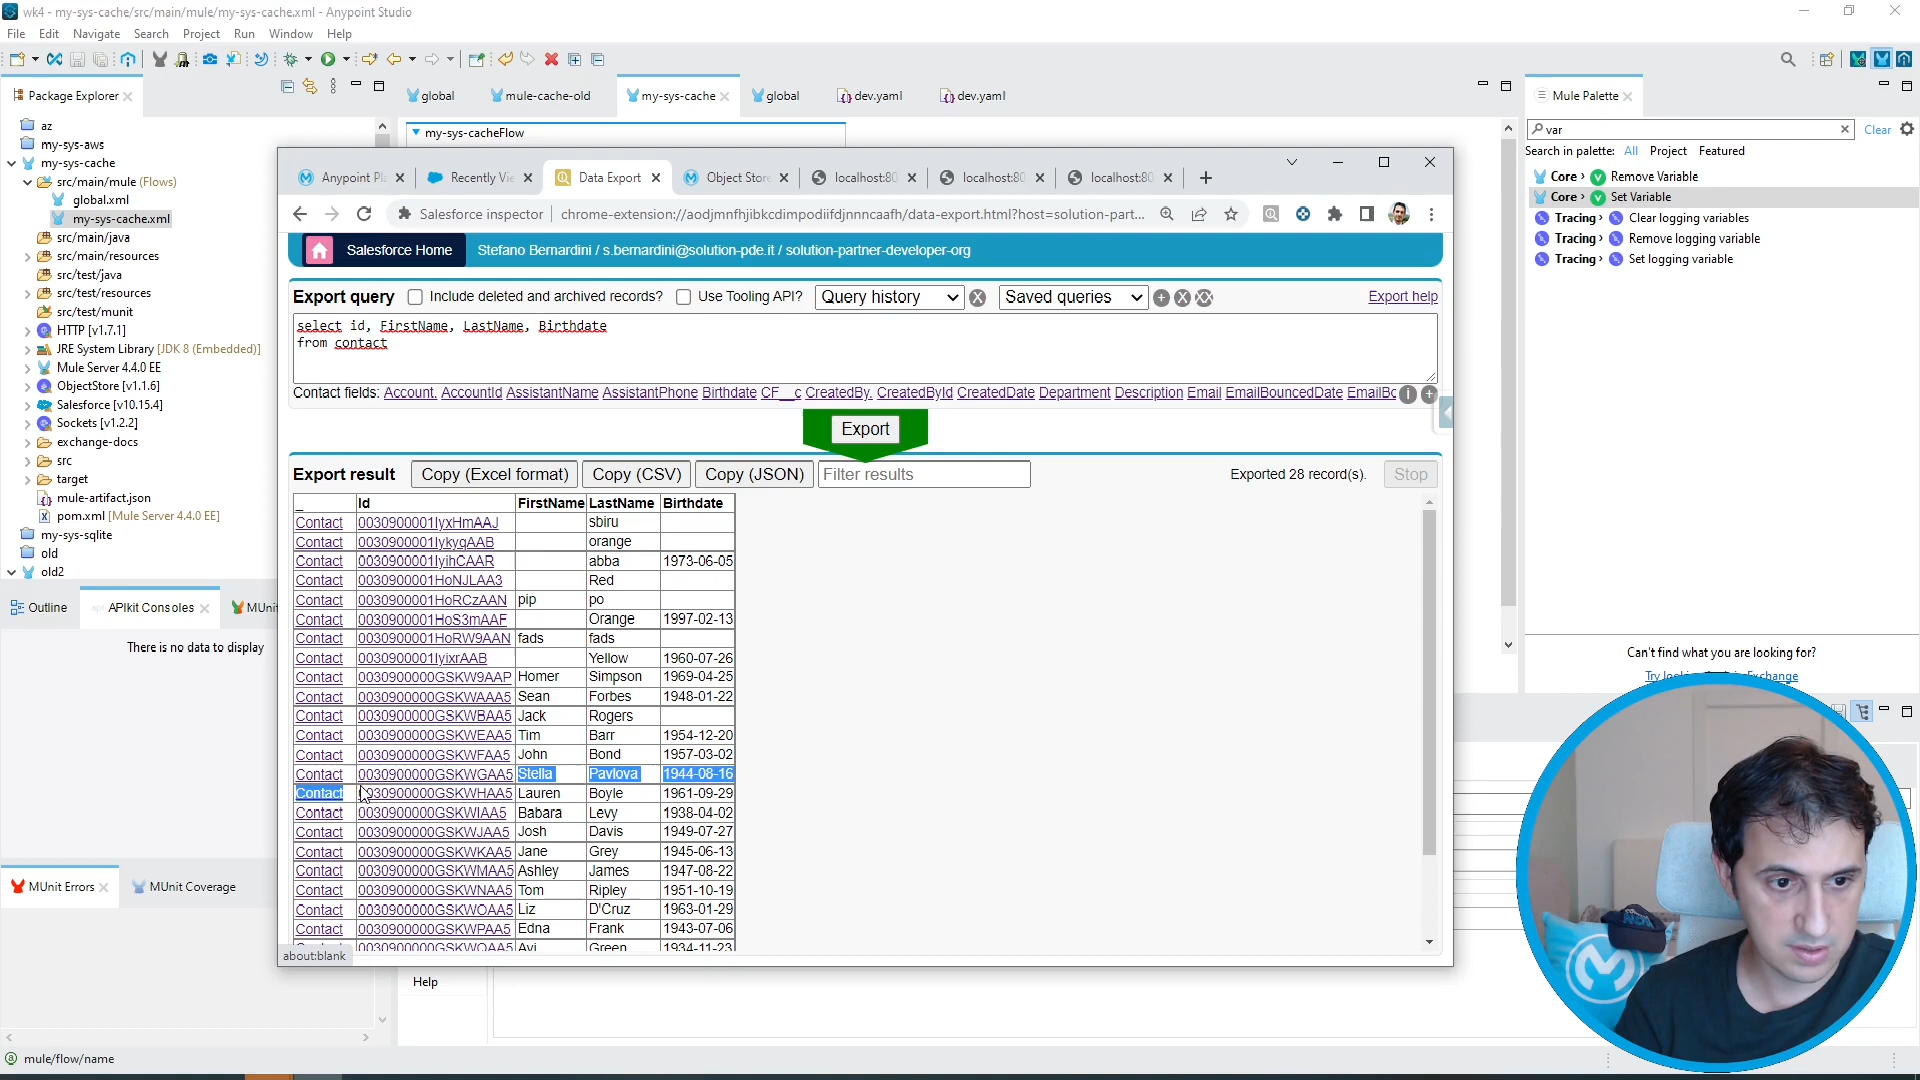 wk4 - my-sys-cache/src/main/mule/my-sys-cache.xml - Anypoint Studio
File Edit Navigate Search Project Run Window Help
Package Explorer
global
mule-cache-old
my-sys-cache
global
dev.yaml
dev.yaml
az
my-sys-aws
my-sys-cache
src/main/mule (Flows)
global.xml
my-sys-cache.xml
src/main/java
src/main/resources
src/test/java
src/test/resources
src/test/munit
HTTP [v1.7.1]
JRE System Library [JDK 8 (Embedded)]
Mule Server 4.4.0 EE
ObjectStore [v1.1.6]
Salesforce [v10.15.4]
Sockets [v1.2.2]
exchange-docs
src
target
mule-artifact.json
pom.xml [Mule Server 4.4.0 EE]
my-sys-sqlite
old
old2
Outline
APIkit Consoles
MUni
There is no data to display
MUnit Errors
MUnit Coverage
mule/flow/name
my-sys-cacheFlow
Anypoint Pl
Recently Vi
Data Export
Object Stor
localhost:80
localhost:80
localhost:80
Salesforce inspector
chrome-extension://aodjmnfhjibkcdimpodiifdjnnncaafh/data-export.html?host=solution-part...
Salesforce Home
Stefano Bernardini / s.bernardini@solution-pde.it / solution-partner-developer-org
Export query Include deleted and archived records? Use Tooling API? Query history Saved queries Export help
select id, FirstName, LastName, Birthdate
from contact
Contact fields: Account. AccountId AssistantName AssistantPhone Birthdate CF__c CreatedBy. CreatedById CreatedDate Department Description Email EmailBouncedDate EmailBc
Export
Export result Copy (Excel format) Copy (CSV) Copy (JSON) Filter results Exported 28 record(s). Stop
_ Id FirstName LastName Birthdate
Contact 0030900001IyxHmAAJ sbiru
Contact 0030900001IykyqAAB orange
Contact 0030900001IyihCAAR abba 1973-06-05
Contact 0030900001HoNJLAA3 Red
Contact 0030900001HoRCzAAN pip po
Contact 0030900001HoS3mAAF Orange 1997-02-13
Contact 0030900001HoRW9AAN fads fads
Contact 0030900001IyixrAAB Yellow 1960-07-26
Contact 0030900000GSKW9AAP Homer Simpson 1969-04-25
Contact 0030900000GSKWAAA5 Sean Forbes 1948-01-22
Contact 0030900000GSKWBAA5 Jack Rogers
Contact 0030900000GSKWEAA5 Tim Barr 1954-12-20
Contact 0030900000GSKWFAA5 John Bond 1957-03-02
Contact 0030900000GSKWGAA5 Stella Pavlova 1944-08-16
Contact 0030900000GSKWHAA5 Lauren Boyle 1961-09-29
Contact 0030900000GSKWIAA5 Babara Levy 1938-04-02
Contact 0030900000GSKWJAA5 Josh Davis 1949-07-27
Contact 0030900000GSKWKAA5 Jane Grey 1945-06-13
Contact 0030900000GSKWMAA5 Ashley James 1947-08-22
Contact 0030900000GSKWNAA5 Tom Ripley 1951-10-19
Contact 0030900000GSKWOAA5 Liz D'Cruz 1963-01-29
Contact 0030900000GSKWPAA5 Edna Frank 1943-07-06
Contact 0030900000GSKWQAA5 Avi Green 1934-11-23
about:blank
Help
Mule Palette
var
Clear
Search in palette: All Project Featured
Core > Remove Variable
Core > Set Variable
Tracing > Clear logging variables
Tracing > Remove logging variable
Tracing > Set logging variable
Can't find what you are looking for?